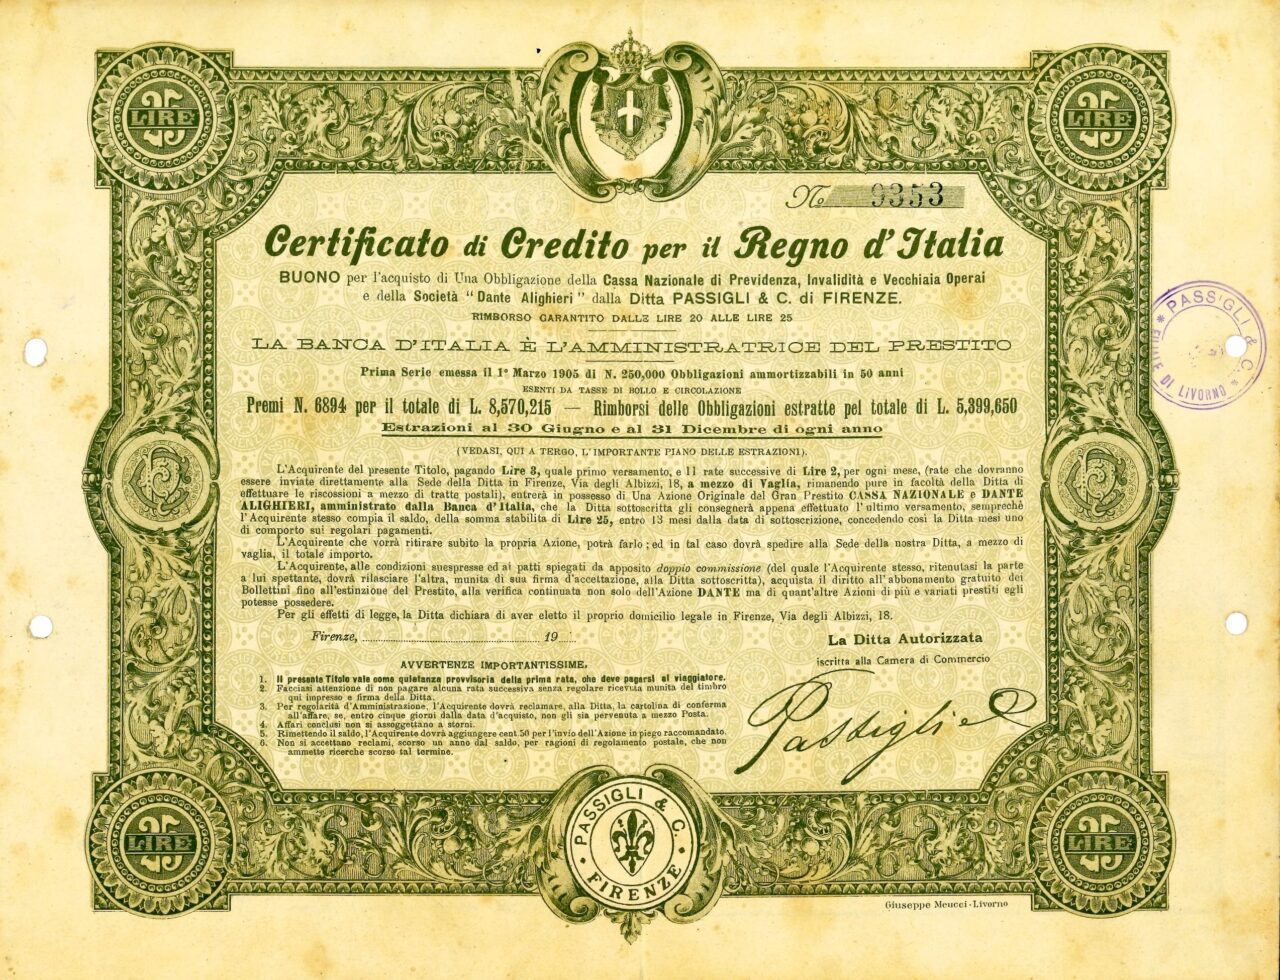 25
LIRE
25
LIRE
No 9353
Certificato di Credito per il Regno d'Italia
BUONO per l'acquisto di Una Obbligazione della Cassa Nazionale di Previdenza, Invalidità e Vecchiaia Operai
e della Società "Dante Alighieri" dalla Ditta PASSIGLI & C. di FIRENZE.
RIMBORSO GARANTITO DALLE LIRE 20 ALLE LIRE 25
LA BANCA D'ITALIA È L'AMMINISTRATRICE DEL PRESTITO
Prima Serie emessa il 1° Marzo 1905 di N. 250,000 Obbligazioni ammortizzabili in 50 anni
ESENTI DA TASSE DI BOLLO E CIRCOLAZIONE
Premi N. 6894 per il totale di L. 8,570,215 — Rimborsi delle Obbligazioni estratte pel totale di L. 5,399,650
Estrazioni al 30 Giugno e al 31 Dicembre di ogni anno
(VEDASI, QUI A TERGO, L'IMPORTANTE PIANO DELLE ESTRAZIONI).
L'Acquirente del presente Titolo, pagando Lire 3, quale primo versamento, e 11 rate successive di Lire 2, per ogni mese, (rate che dovranno
essere inviate direttamente alla Sede della Ditta in Firenze, Via degli Albizzi, 18, a mezzo di Vaglia, rimanendo pure in facoltà della Ditta di
effettuare le riscossioni a mezzo di tratte postali), entrerà in possesso di Una Azione Originale del Gran Prestito CASSA NAZIONALE e DANTE
ALIGHIERI, amministrato dalla Banca d'Italia, che la Ditta sottoscritta gli consegnerà appena effettuato l'ultimo versamento, sempreché
l'Acquirente stesso compia il saldo, della somma stabilita di Lire 25, entro 13 mesi dalla data di sottoscrizione, concedendo così la Ditta mesi uno
di comporto sui regolari pagamenti.
L'Acquirente che vorrà ritirare subito la propria Azione, potrà farlo; ed in tal caso dovrà spedire alla Sede della nostra Ditta, a mezzo di
vaglia, il totale importo.
L'Acquirente, alle condizioni suespresse ed ai patti spiegati da apposito doppio commissione (del quale l'Acquirente stesso, ritenutasi la parte
a lui spettante, dovrà rilasciare l'altra, munita di sua firma d'accettazione, alla Ditta sottoscritta), acquista il diritto all'abbonamento gratuito dei
Bollettini fino all'estinzione del Prestito, alla verifica continuata non solo dell'Azione DANTE ma di quant'altre Azioni di più e variati prestiti egli
potesse possedere.
Per gli effetti di legge, la Ditta dichiara di aver eletto il proprio domicilio legale in Firenze, Via degli Albizzi, 18.
Firenze, 19
La Ditta Autorizzata
iscritta alla Camera di Commercio
Passigli e C
AVVERTENZE IMPORTANTISSIME.
1. Il presente Titolo vale come quietanza provvisoria della prima rata, che deve pagarsi al viaggiatore.
2. Facciasi attenzione di non pagare alcuna rata successiva senza regolare ricevuta munita del timbro
qui impresso e firma della Ditta.
3. Per regolarità d'Amministrazione, l'Acquirente dovrà reclamare, alla Ditta, la cartolina di conferma
all'affare, se, entro cinque giorni dalla data d'acquisto, non gli sia pervenuta a mezzo Posta.
4. Affari conclusi non si assoggettano a storni.
5. Rimettendo il saldo, l'Acquirente dovrà aggiungere cent. 50 per l'invio dell'Azione in piego raccomandato.
6. Non si accettano reclami, scorso un anno dal saldo, per ragioni di regolamento postale, che non
ammette ricerche scorso tal termine.
PASSIGLI & C.
FIRENZE
25
LIRE
25
LIRE
Giuseppe Meucci - Livorno
PASSIGLI & C.
LIVORNO